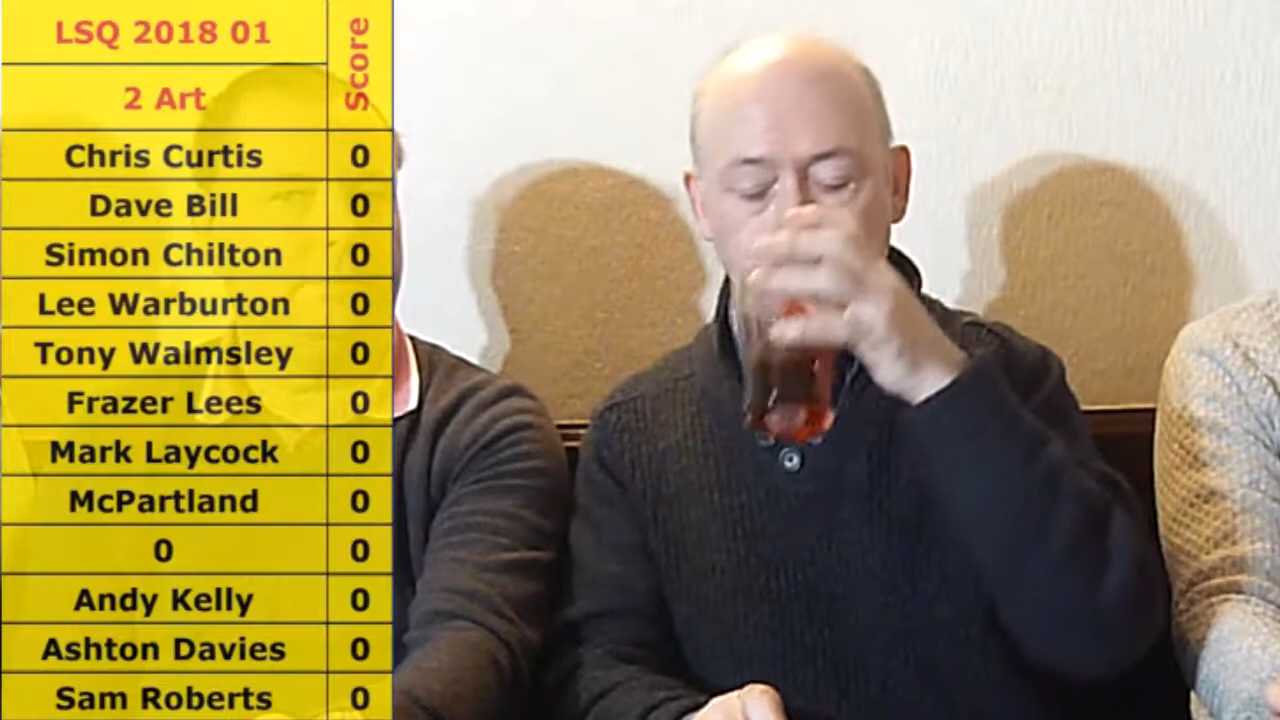 LSQ 2018 01
Score
2 Art
Chris Curtis 0
Dave Bill 0
Simon Chilton 0
Lee Warburton 0
Tony Walmsley 0
Frazer Lees 0
Mark Laycock 0
McPartland 0
0 0
Andy Kelly 0
Ashton Davies 0
Sam Roberts 0